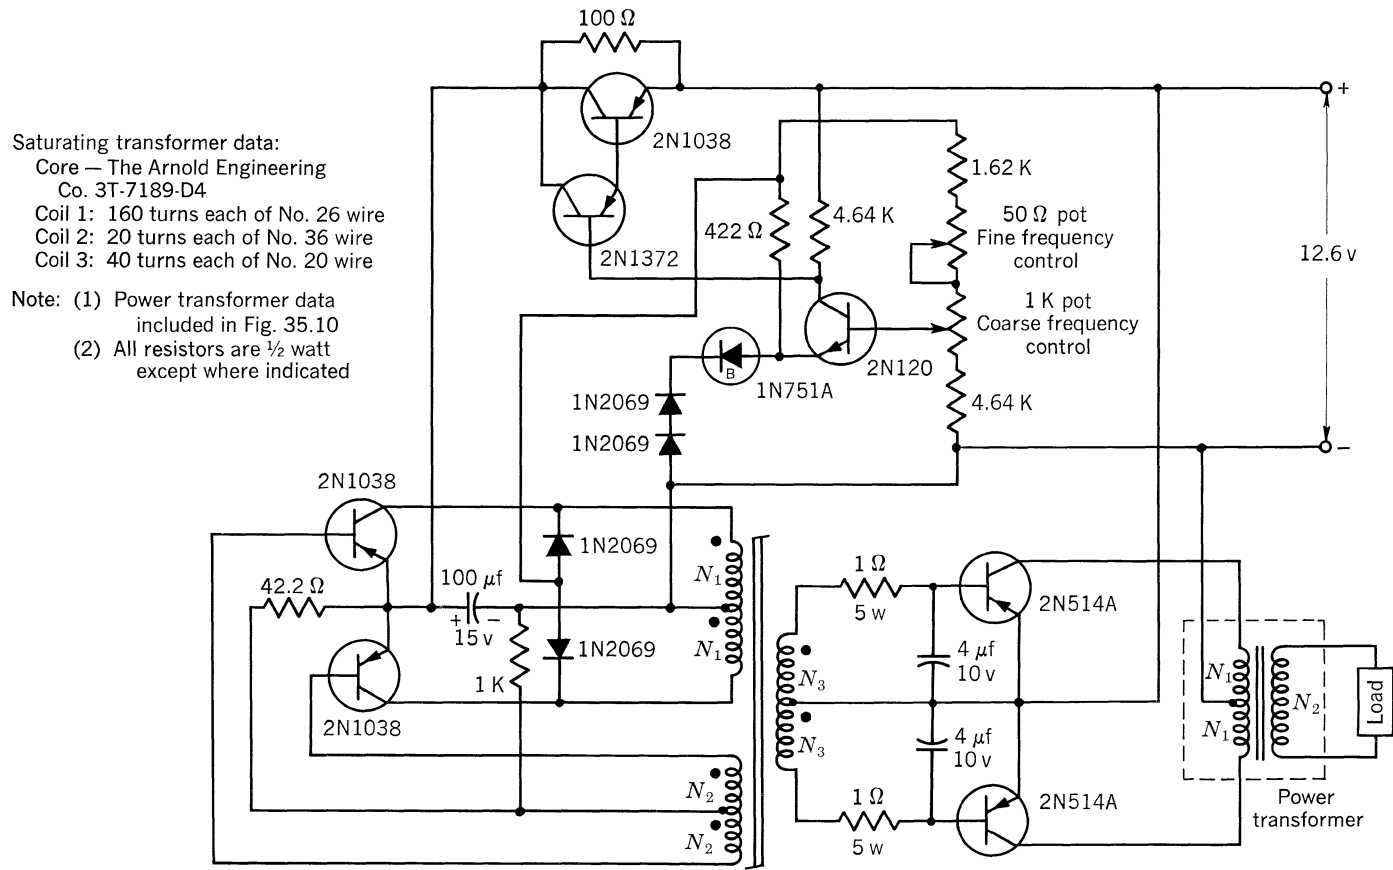 100 Ω
+
2N1038
Saturating transformer data:
Core — The Arnold Engineering
Co. 3T-7189-D4
Coil 1: 160 turns each of No. 26 wire
Coil 2: 20 turns each of No. 36 wire
Coil 3: 40 turns each of No. 20 wire
Note: (1) Power transformer data
included in Fig. 35.10
(2) All resistors are ½ watt
except where indicated
1.62 K
4.64 K
422 Ω
50 Ω pot
Fine frequency
control
2N1372
12.6 v
1 K pot
Coarse frequency
control
2N120
B
1N751A
1N2069
4.64 K
1N2069
−
2N1038
1N2069
N₁
42.2 Ω
100 μf
+ −
15 v
N₁
1N2069
1 K
2N1038
N₂
N₂
1 Ω
5 w
2N514A
4 μf
10 v
N₃
N₃
4 μf
10 v
1 Ω
5 w
2N514A
N₁
N₁
N₂
Load
Power
transformer